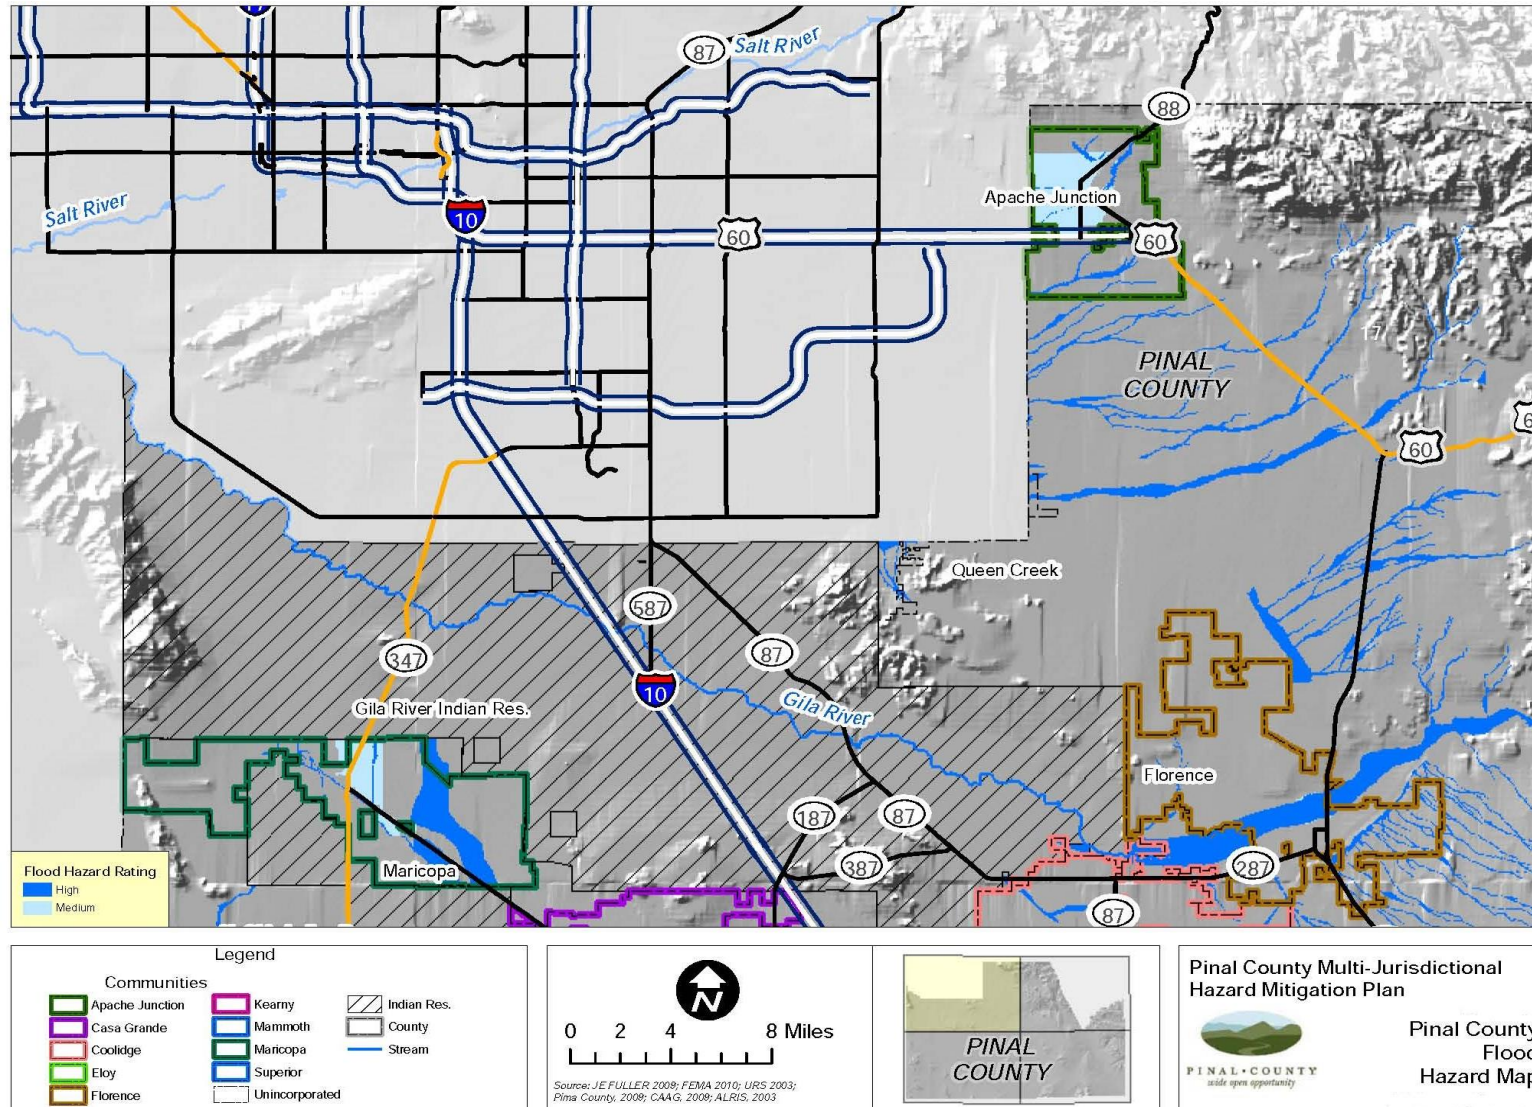 17
87
Salt River
88
Salt River
Apache Junction
10
60
60
17
PINAL
COUNTY
6
60
Queen Creek
587
87
347
10
Gila River
Gila River Indian Res.
Florence
187
87
387
287
Maricopa
87
Flood Hazard Rating
High
Medium
Legend
Communities
Apache Junction
Casa Grande
Coolidge
Eloy
Florence
Kearny
Mammoth
Maricopa
Superior
Unincorporated
Indian Res.
County
Stream
N
0 2 4 8 Miles
Source: JE FULLER 2009; FEMA 2010; URS 2003;
Pima County, 2009; CAAG, 2009; ALRIS, 2003
PINAL
COUNTY
Pinal County Multi-Jurisdictional
Hazard Mitigation Plan
PINAL•COUNTY
wide open opportunity
Pinal County
Flood
Hazard Map